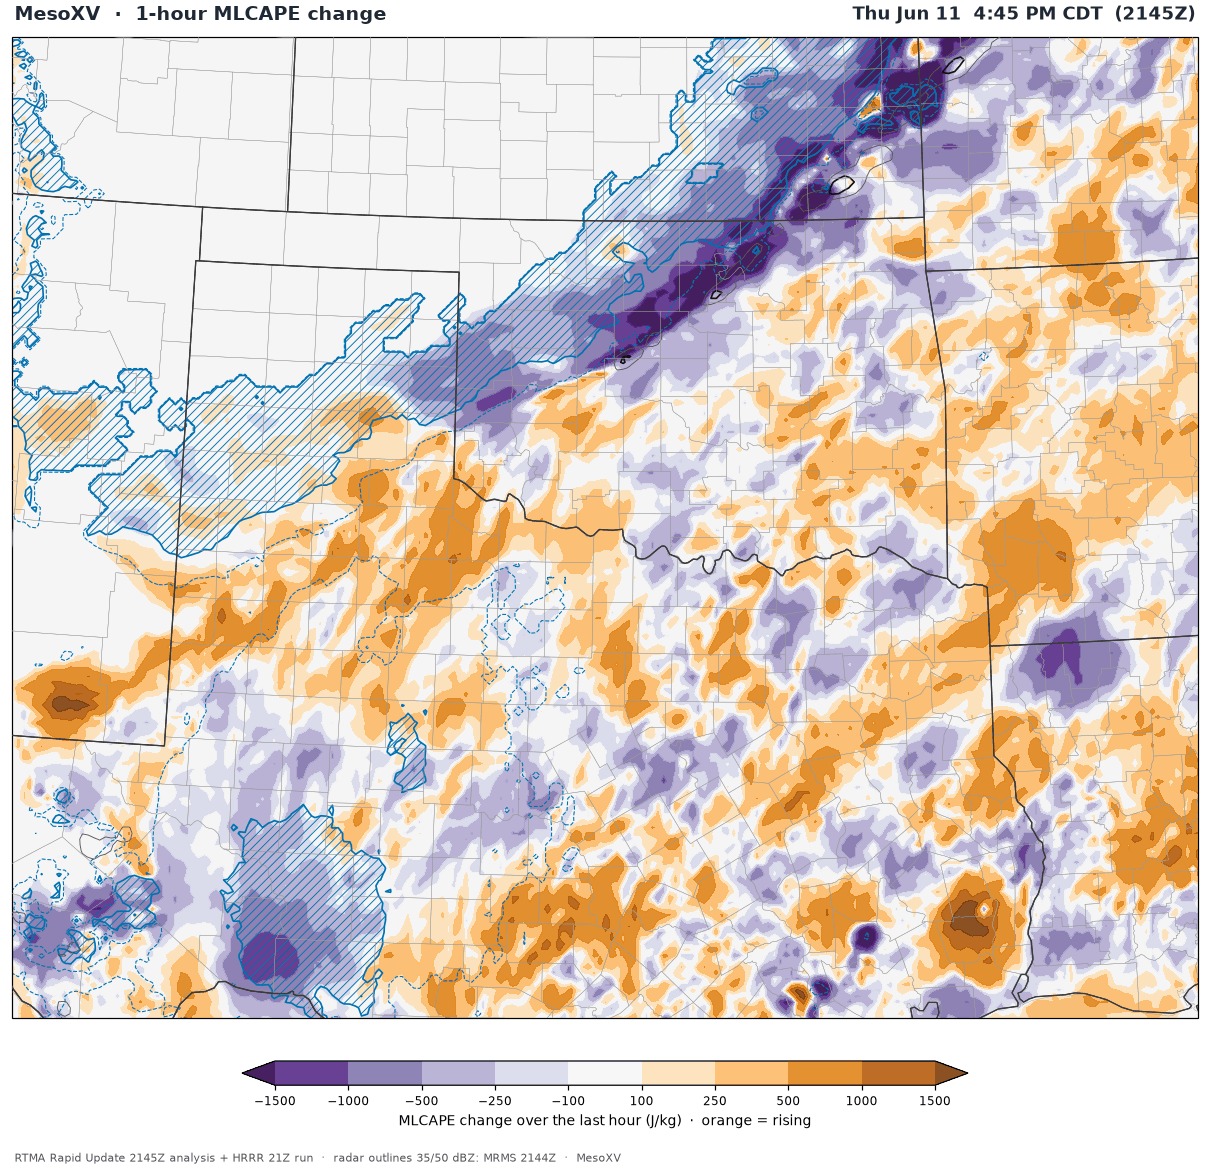 MesoXV · 1-hour MLCAPE change
Thu Jun 11 4:45 PM CDT (2145Z)
−1500 −1000 −500 −250 −100 100 250 500 1000 1500
MLCAPE change over the last hour (J/kg) · orange = rising
RTMA Rapid Update 2145Z analysis + HRRR 21Z run · radar outlines 35/50 dBZ: MRMS 2144Z · MesoXV